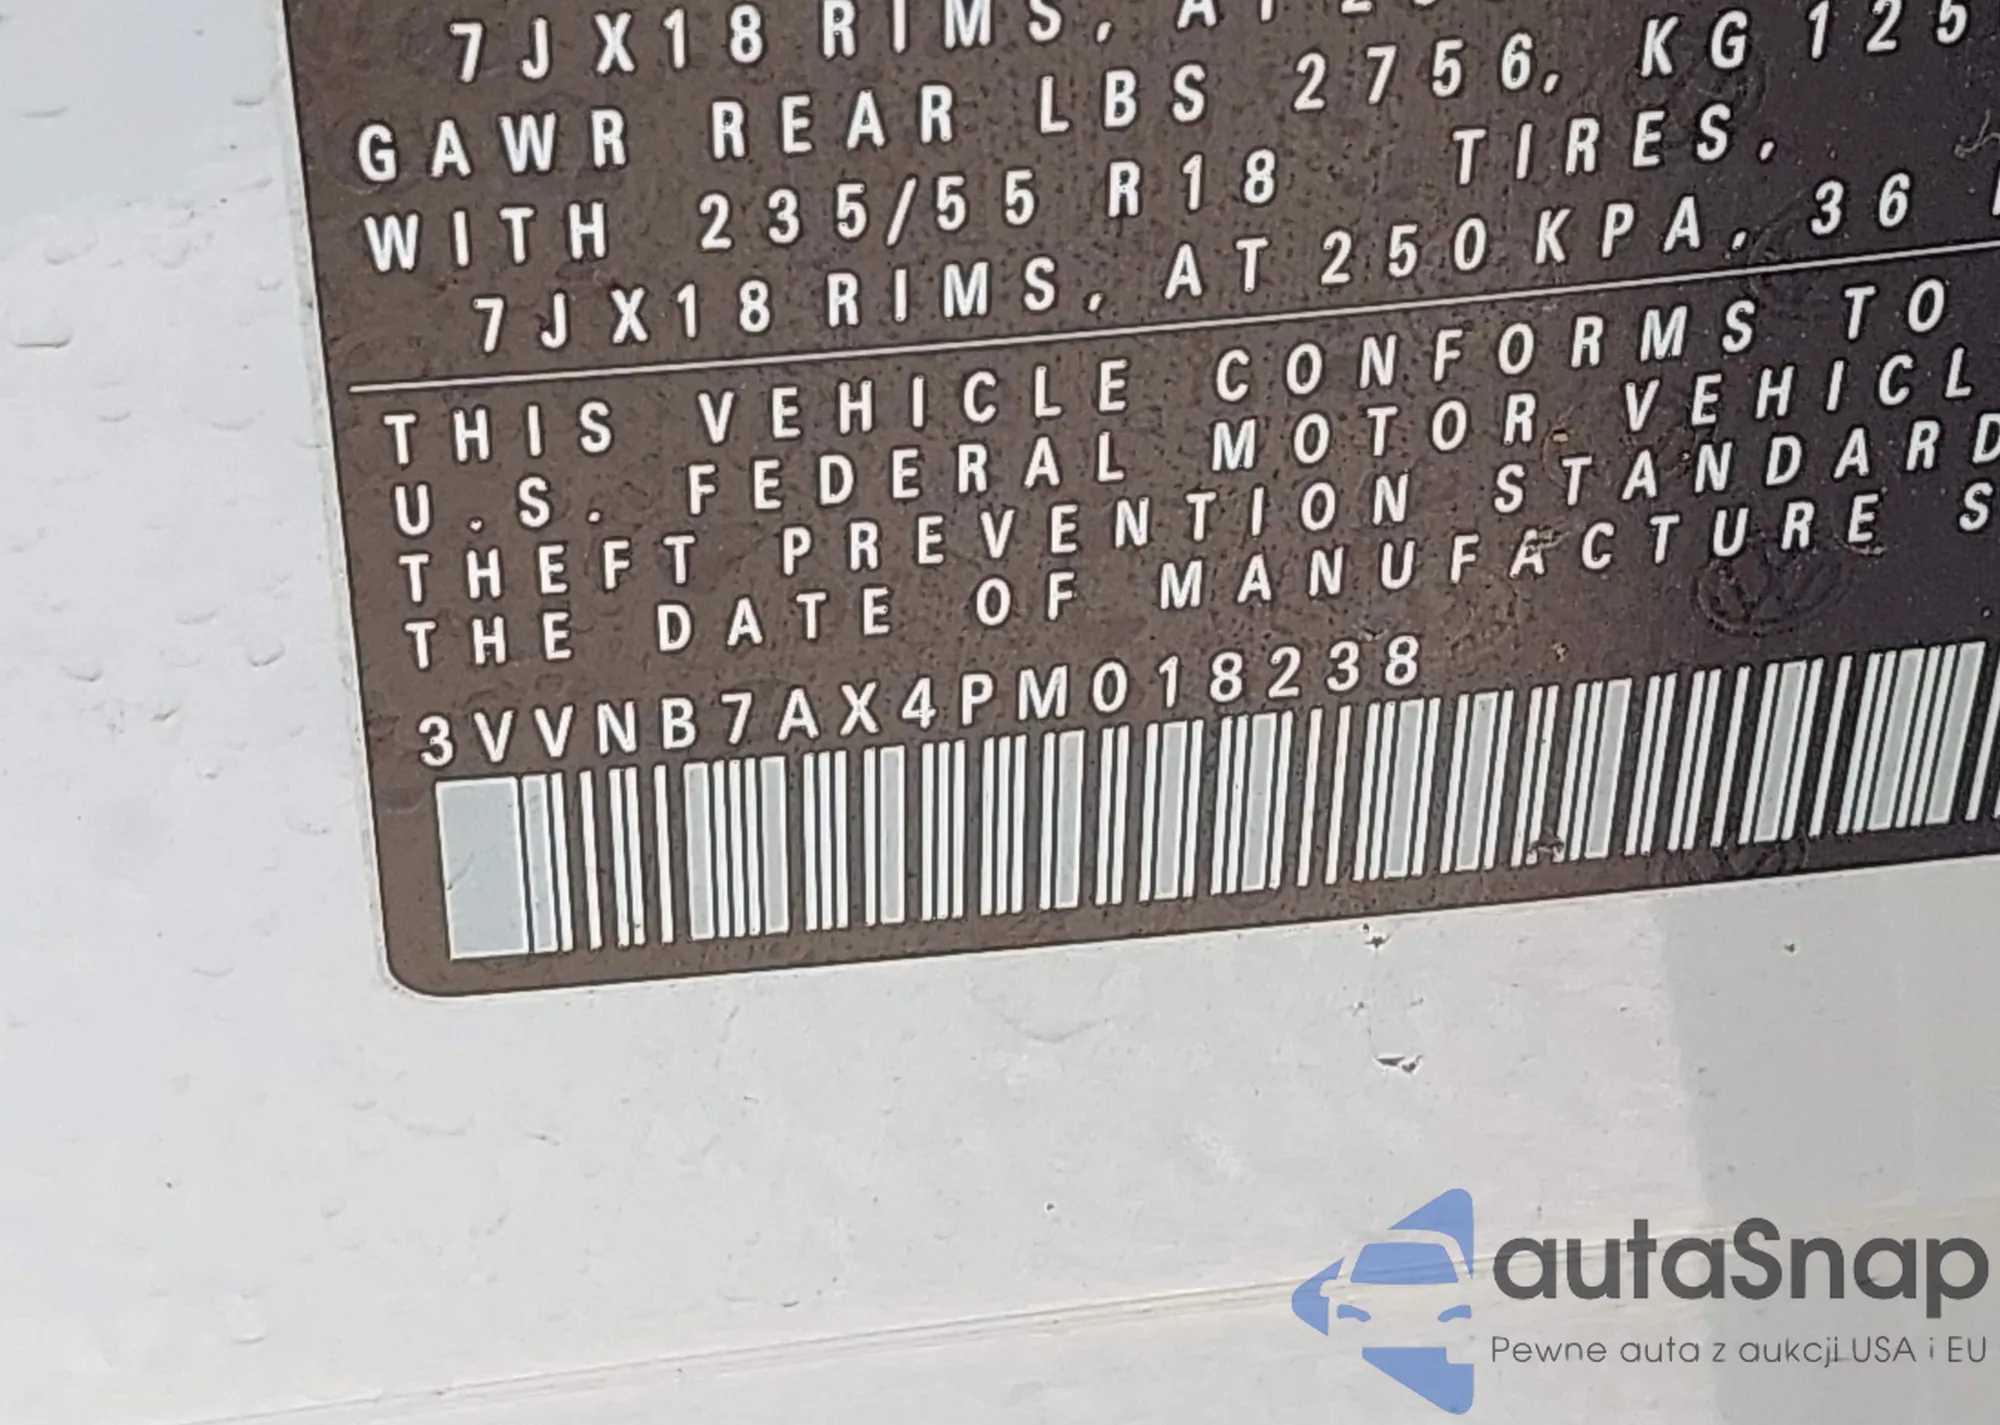 7JX18 RIMS, AT
GAWR REAR LBS 2756, KG 125
WITH 235/55 R18 TIRES,
7JX18 RIMS, AT 250KPA, 36
THIS VEHICLE CONFORMS TO
U.S. FEDERAL MOTOR VEHICL
THEFT PREVENTION STANDARD
THE DATE OF MANUFACTURE S
3VVNB7AX4PM018238
autaSnap
Pewne auta z aukcji USA i EU